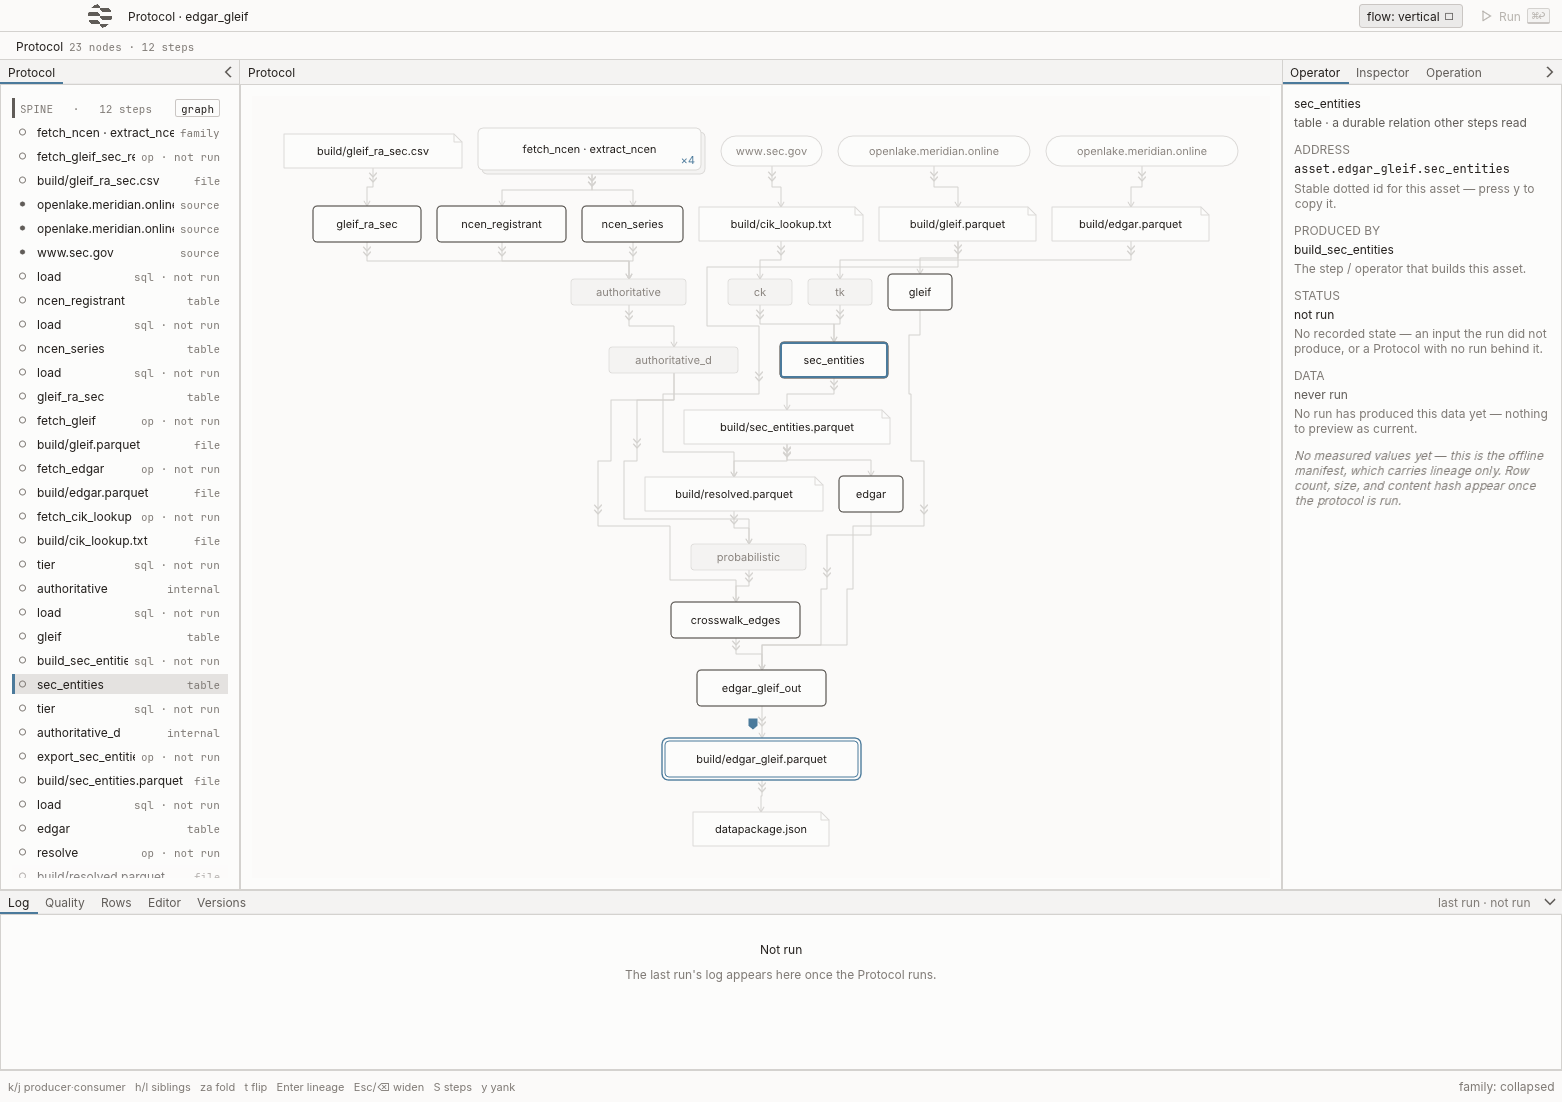 Protocol · edgar_gleif
flow: vertical
Run
Protocol 23 nodes · 12 steps
Protocol
SPINE · 12 steps graph
fetch_ncen · extract_nce family
fetch_gleif_sec_re op · not run
build/gleif_ra_sec.csv file
openlake.meridian.online source
openlake.meridian.online source
www.sec.gov source
load sql · not run
ncen_registrant table
load sql · not run
ncen_series table
load sql · not run
gleif_ra_sec table
fetch_gleif op · not run
build/gleif.parquet file
fetch_edgar op · not run
build/edgar.parquet file
fetch_cik_lookup op · not run
build/cik_lookup.txt file
tier sql · not run
authoritative internal
load sql · not run
gleif table
build_sec_entitie sql · not run
sec_entities table
tier sql · not run
authoritative_d internal
export_sec_entitie op · not run
build/sec_entities.parquet file
load sql · not run
edgar table
resolve op · not run
build/resolved.parquet file
Protocol
build/gleif_ra_sec.csv
fetch_ncen · extract_ncen
×4
www.sec.gov
openlake.meridian.online
openlake.meridian.online
gleif_ra_sec
ncen_registrant
ncen_series
build/cik_lookup.txt
build/gleif.parquet
build/edgar.parquet
authoritative
ck
tk
gleif
authoritative_d
sec_entities
build/sec_entities.parquet
build/resolved.parquet
edgar
probabilistic
crosswalk_edges
edgar_gleif_out
build/edgar_gleif.parquet
datapackage.json
Operator Inspector Operation
sec_entities
table · a durable relation other steps read
ADDRESS
asset.edgar_gleif.sec_entities
Stable dotted id for this asset — press y to
copy it.
PRODUCED BY
build_sec_entities
The step / operator that builds this asset.
STATUS
not run
No recorded state — an input the run did not
produce, or a Protocol with no run behind it.
DATA
never run
No run has produced this data yet — nothing
to preview as current.
No measured values yet — this is the offline
manifest, which carries lineage only. Row
count, size, and content hash appear once
the protocol is run.
Log Quality Rows Editor Versions
last run · not run
Not run
The last run's log appears here once the Protocol runs.
k/j producer·consumer h/l siblings za fold t flip Enter lineage Esc/⌫ widen S steps y yank
family: collapsed